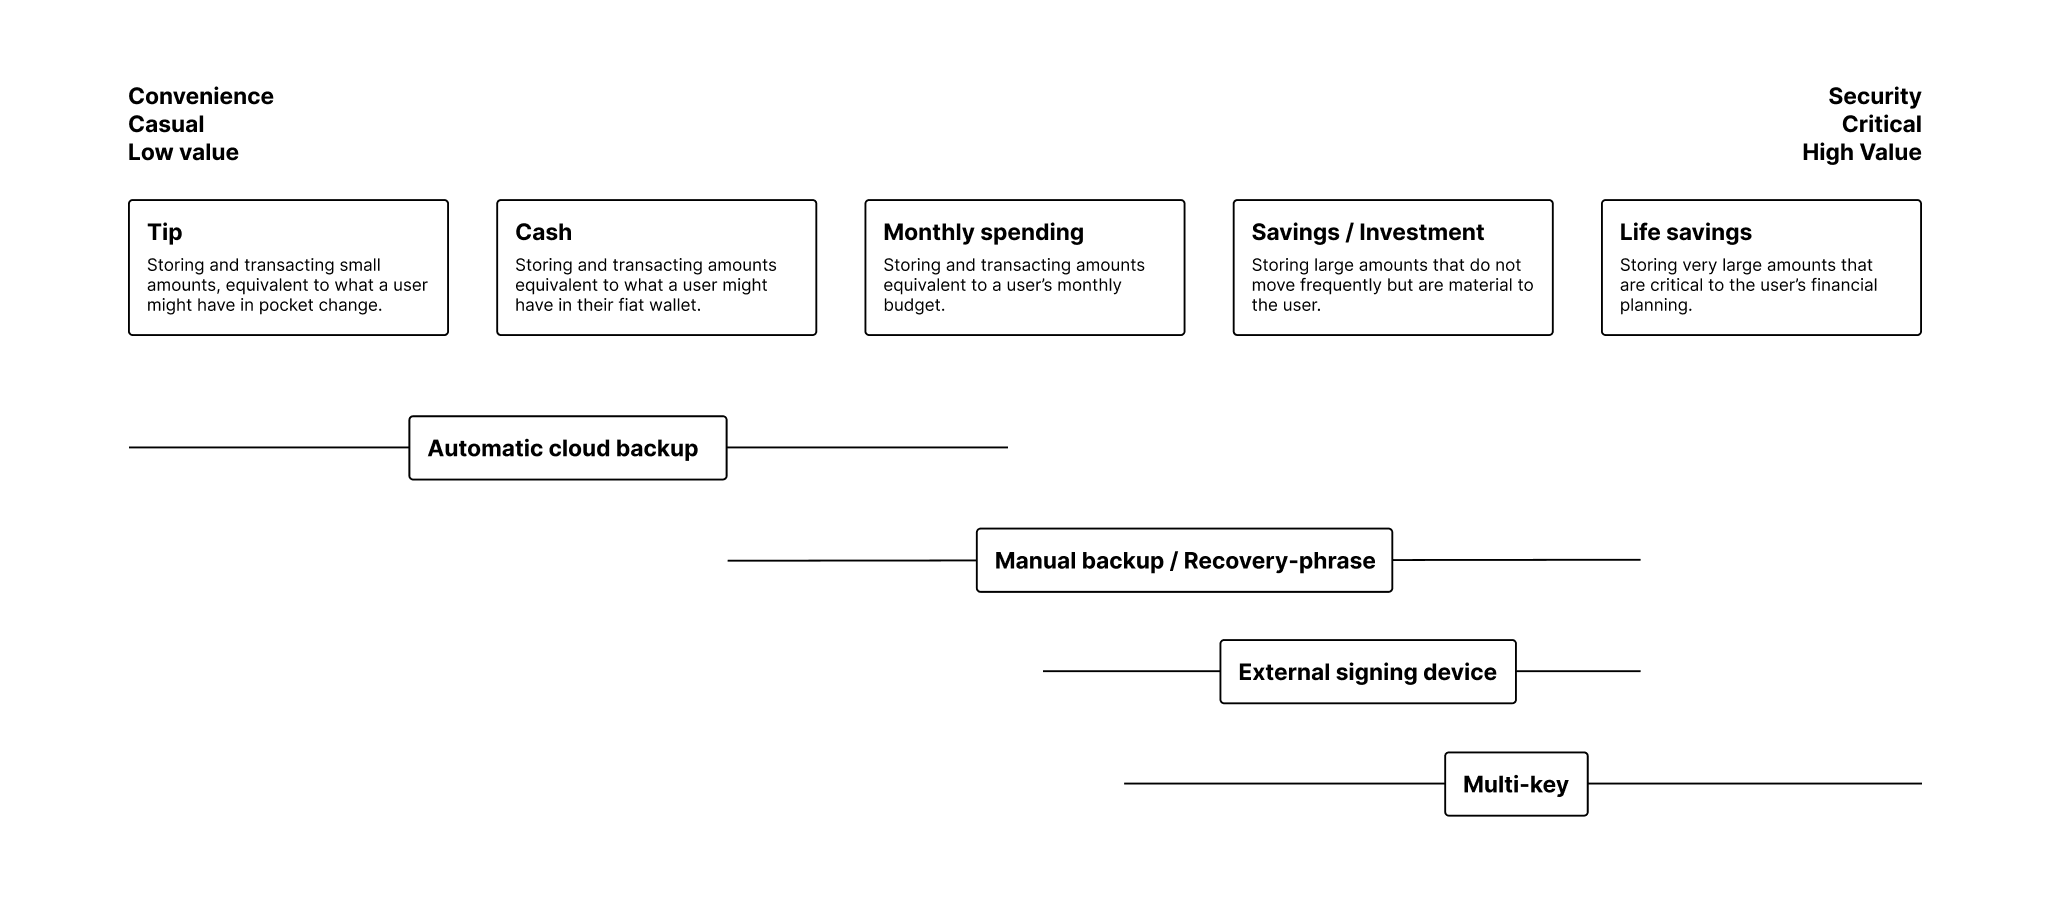 Convenience
Casual
Low value
Security
Critical
High Value
Tip
Storing and transacting small
amounts, equivalent to what a user
might have in pocket change.
Cash
Storing and transacting amounts
equivalent to what a user might
have in their fiat wallet.
Monthly spending
Storing and transacting amounts
equivalent to a user’s monthly
budget.
Savings / Investment
Storing large amounts that do not
move frequently but are material to
the user.
Life savings
Storing very large amounts that
are critical to the user’s financial
planning.
Automatic cloud backup
Manual backup / Recovery-phrase
External signing device
Multi-key